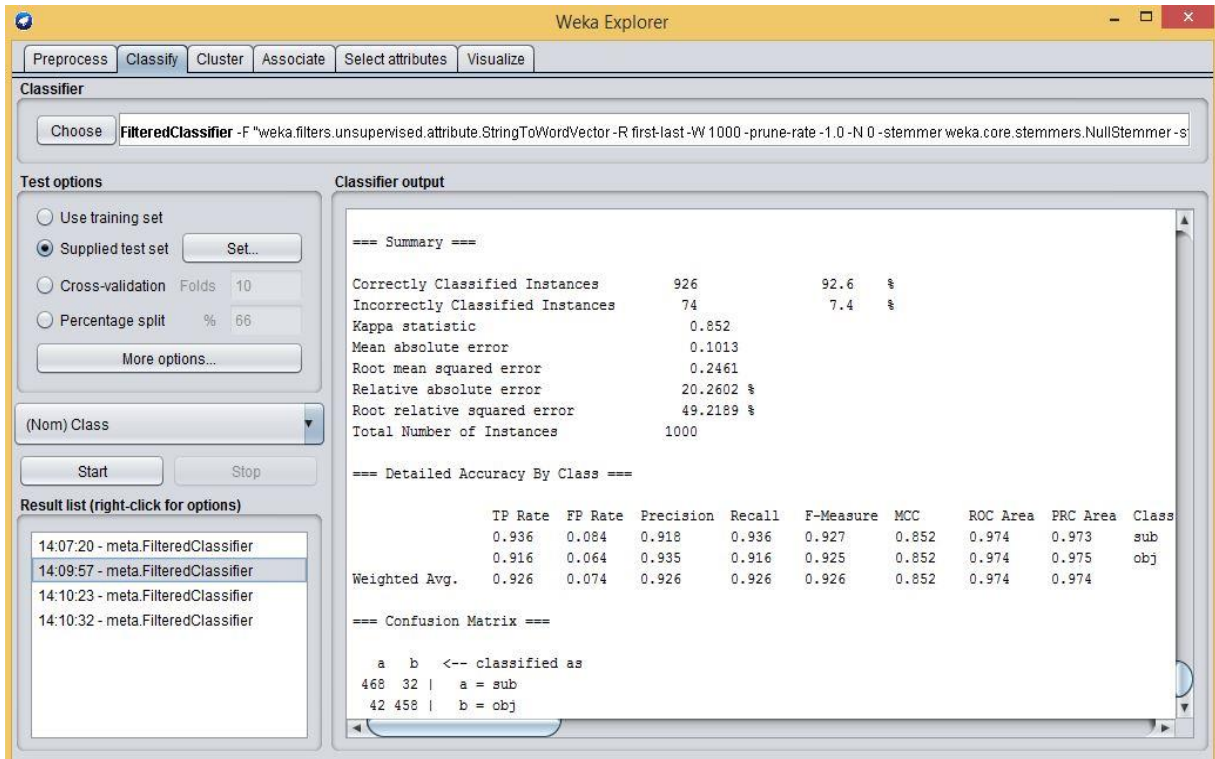 Weka Explorer
Preprocess Classify Cluster Associate Select attributes Visualize
Classifier
Choose FilteredClassifier -F "weka.filters.unsupervised.attribute.StringToWordVector -R first-last -W 1000 -prune-rate -1.0 -N 0 -stemmer weka.core.stemmers.NullStemmer -s
Test options
Use training set
Supplied test set Set...
Cross-validation Folds 10
Percentage split % 66
More options...
(Nom) Class
Start Stop
Result list (right-click for options)
14:07:20 - meta.FilteredClassifier
14:09:57 - meta.FilteredClassifier
14:10:23 - meta.FilteredClassifier
14:10:32 - meta.FilteredClassifier
Classifier output
=== Summary ===
Correctly Classified Instances 926 92.6 %
Incorrectly Classified Instances 74 7.4 %
Kappa statistic 0.852
Mean absolute error 0.1013
Root mean squared error 0.2461
Relative absolute error 20.2602 %
Root relative squared error 49.2189 %
Total Number of Instances 1000
=== Detailed Accuracy By Class ===
TP Rate FP Rate Precision Recall F-Measure MCC ROC Area PRC Area Class
0.936 0.084 0.918 0.936 0.927 0.852 0.974 0.973 sub
0.916 0.064 0.935 0.916 0.925 0.852 0.974 0.975 obj
Weighted Avg. 0.926 0.074 0.926 0.926 0.926 0.852 0.974 0.974
=== Confusion Matrix ===
a b <-- classified as
468 32 | a = sub
42 458 | b = obj